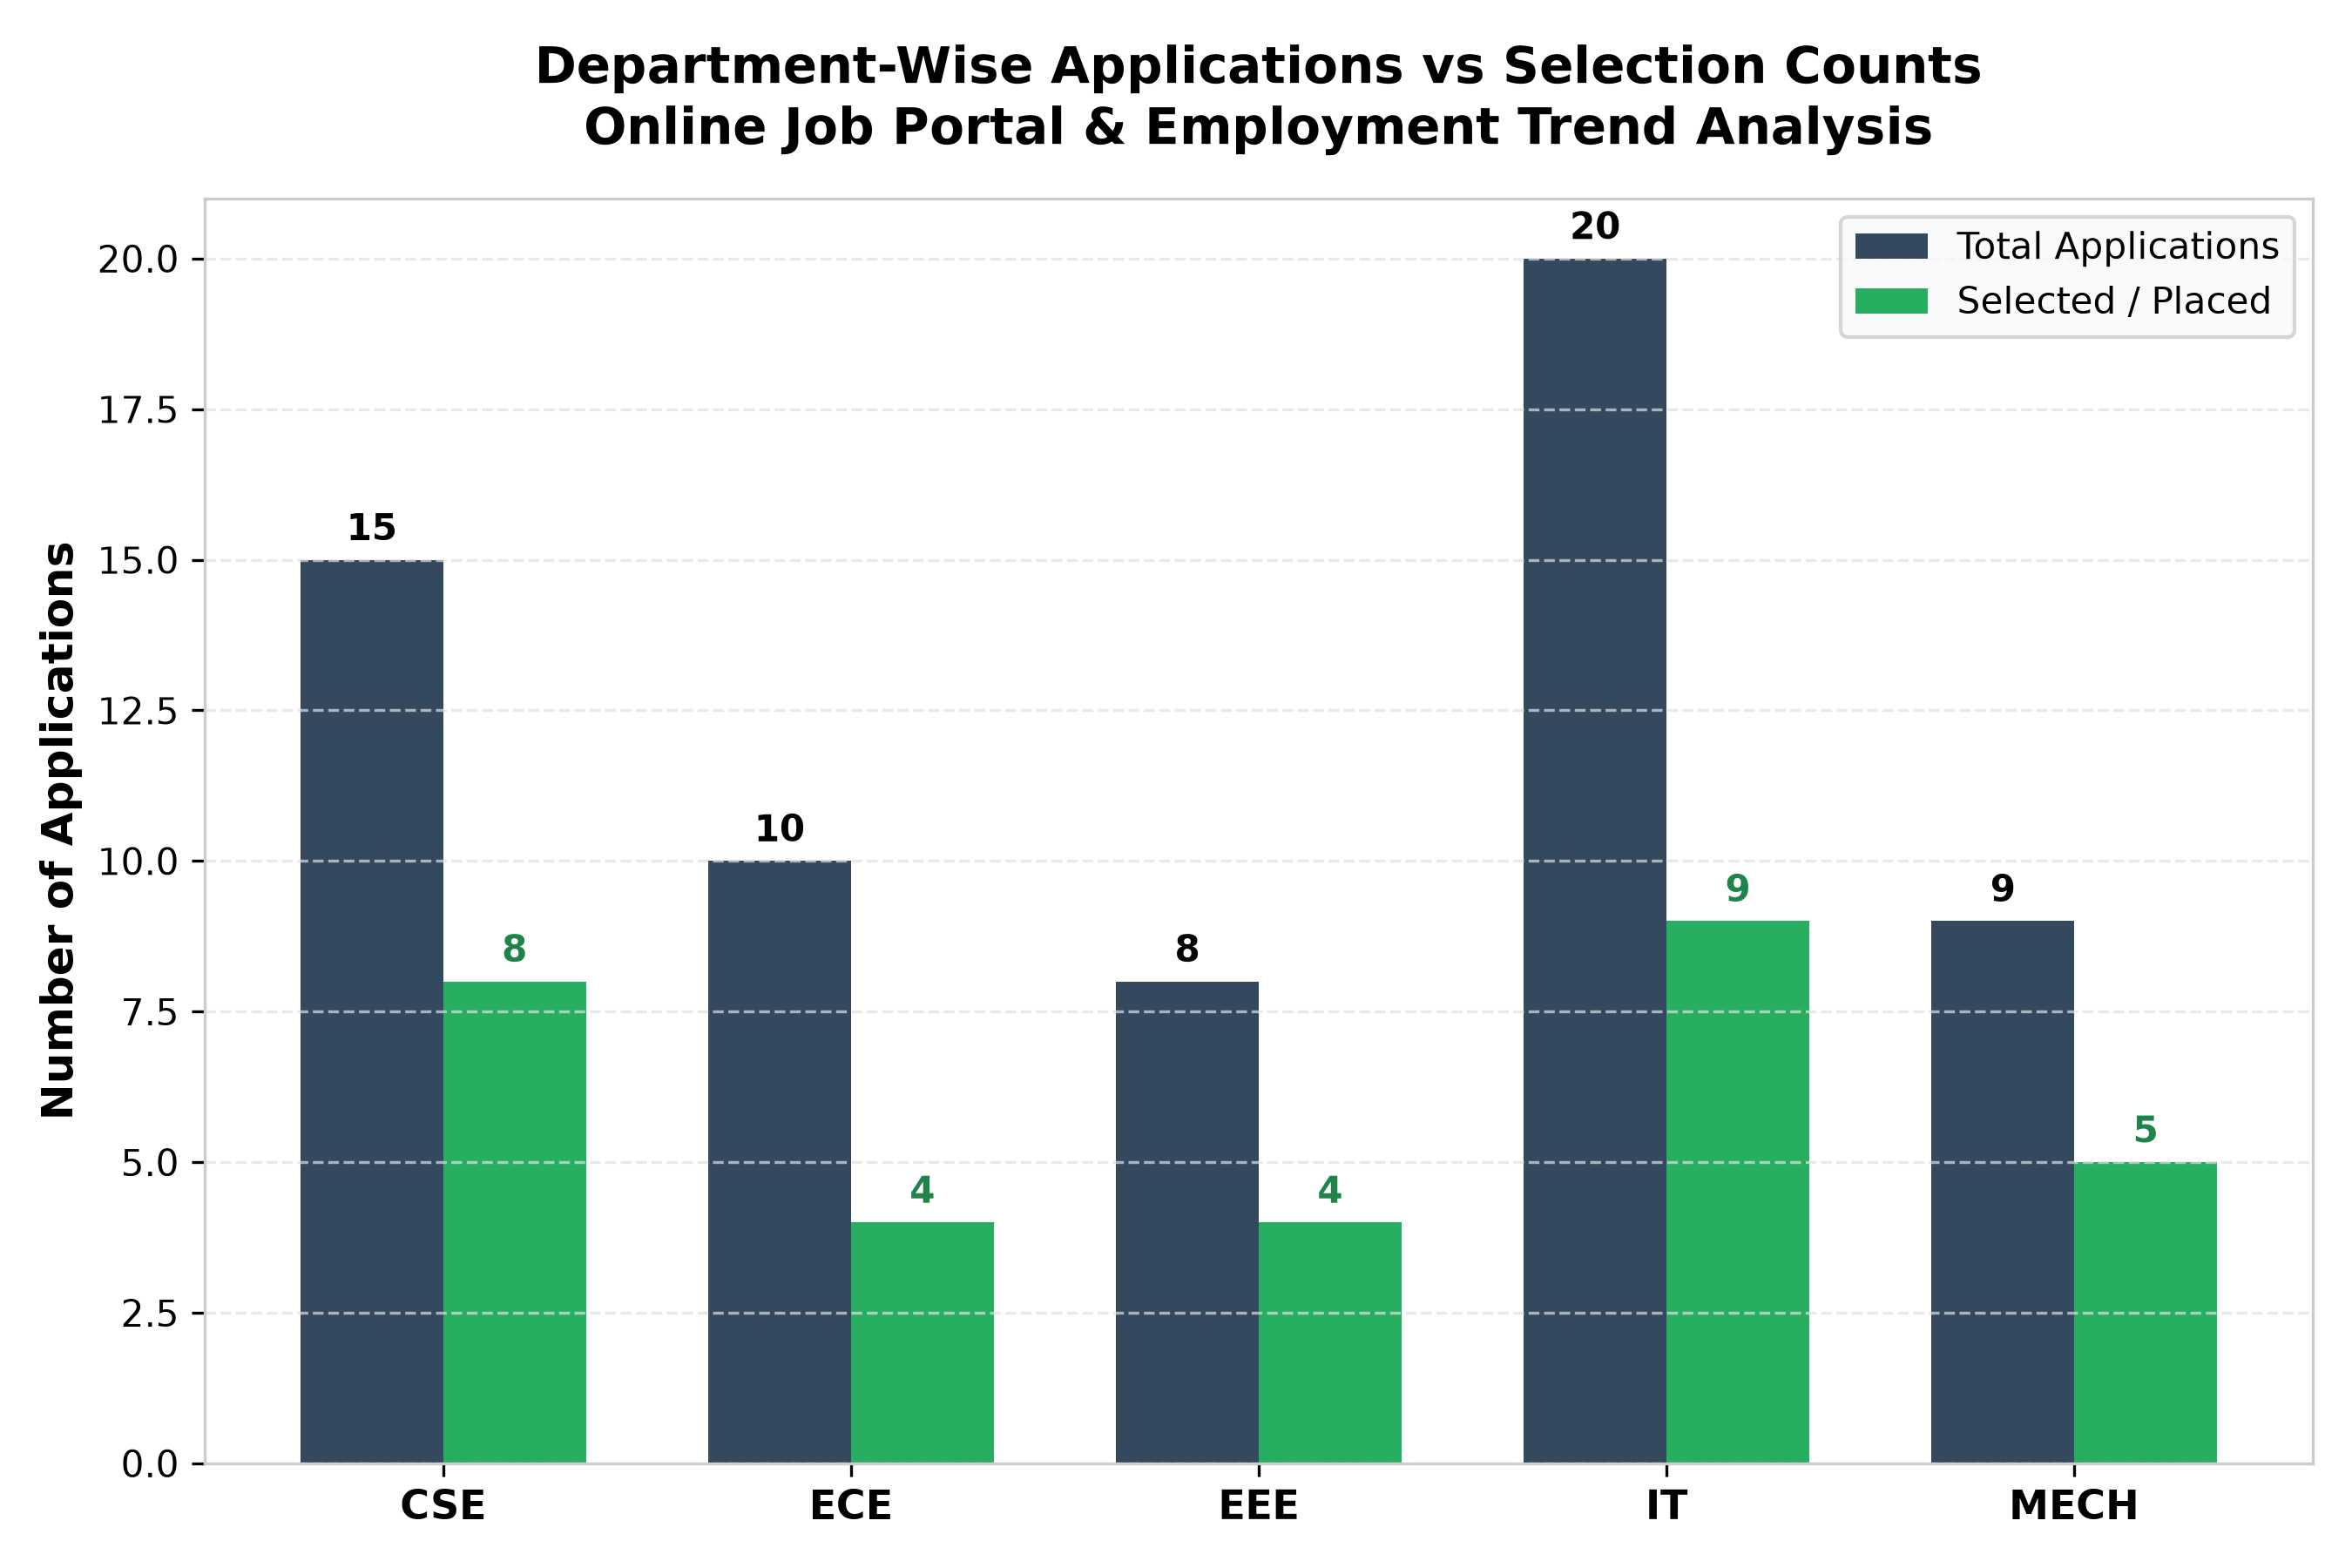 Department-Wise Applications vs Selection Counts
Online Job Portal & Employment Trend Analysis
Total Applications
Selected / Placed
Number of Applications
20.0
17.5
15.0
12.5
10.0
7.5
5.0
2.5
0.0
15
8
10
4
8
4
20
9
9
5
CSE
ECE
EEE
IT
MECH